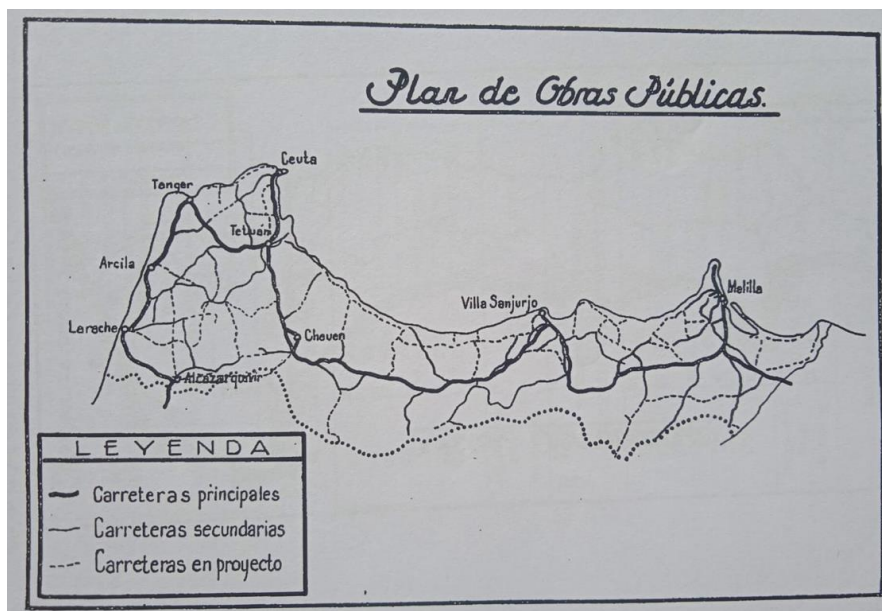 Plan de Obras Públicas.
Ceuta
Tanger
Tetuán
Arcila
Melilla
Villa Sanjurjo
Larache
Chauen
Alcazarquivir
LEYENDA
Carreteras principales
Carreteras secundarias
Carreteras en proyecto